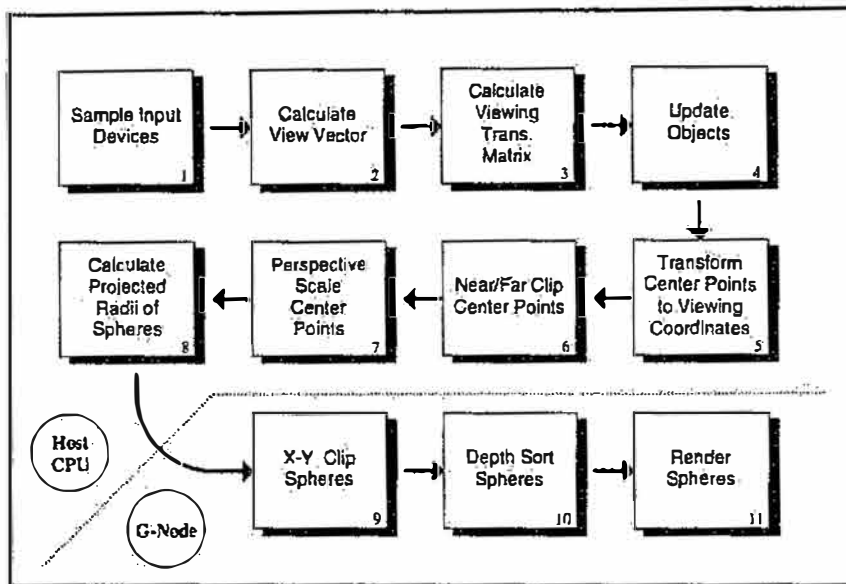 Sample Input
Devices
1
Calculate
View Vector
2
Calculate
Viewing
Trans.
Matrix
3
Update
Objects
4
Transform
Center Points
to Viewing
Coordinates
5
Near/Far Clip
Center Points
6
Perspective
Scale
Center
Points
7
Calculate
Projected
Radii of
Spheres
8
Host
CPU
G-Node
X-Y Clip
Spheres
9
Depth Sort
Spheres
10
Render
Spheres
11